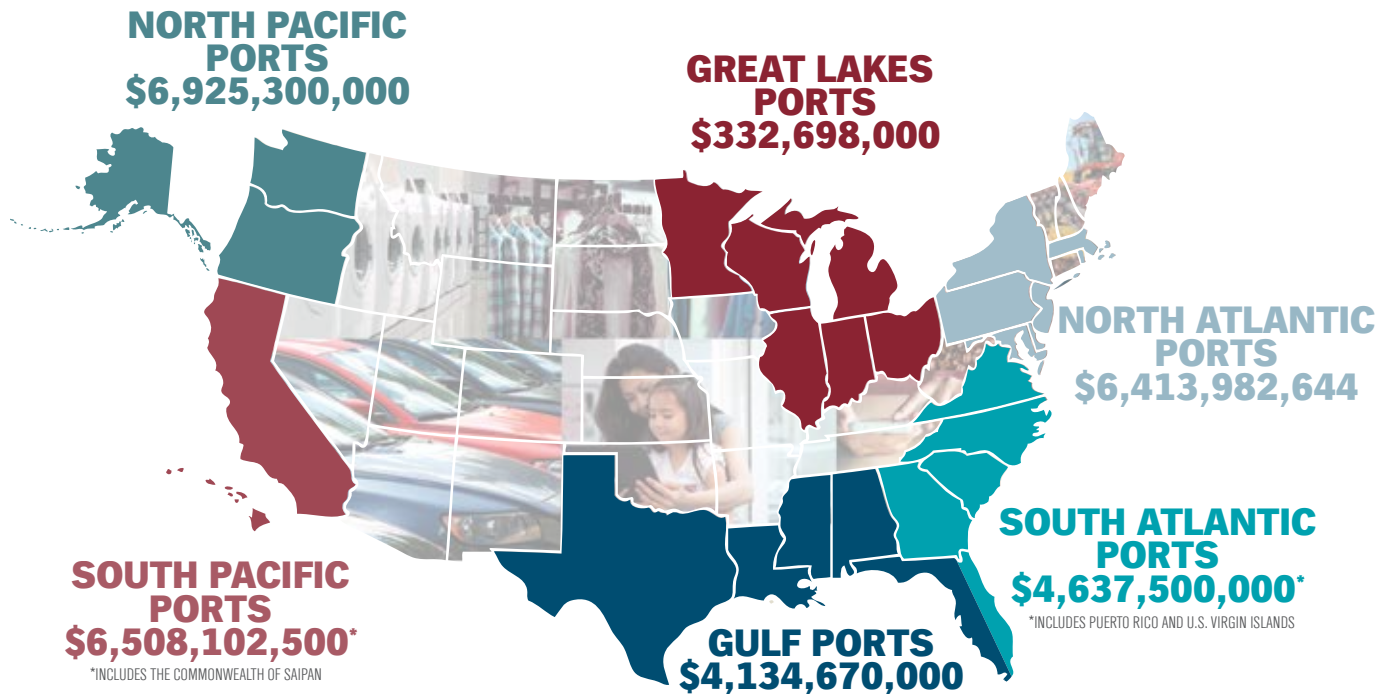 NORTH PACIFIC
PORTS
$6,925,300,000
GREAT LAKES
PORTS
$332,698,000
NORTH ATLANTIC
PORTS
$6,413,982,644
SOUTH ATLANTIC
PORTS
$4,637,500,000*
*INCLUDES PUERTO RICO AND U.S. VIRGIN ISLANDS
SOUTH PACIFIC
PORTS
$6,508,102,500*
*INCLUDES THE COMMONWEALTH OF SAIPAN
GULF PORTS
$4,134,670,000